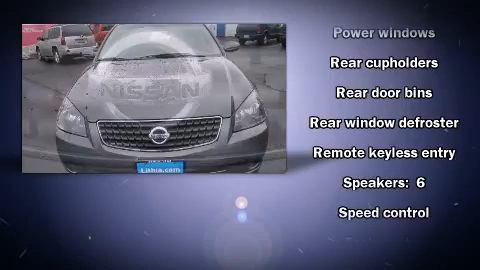 Power windows
Rear cupholders
Rear door bins
Rear window defroster
Remote keyless entry
Speakers: 6
Speed control
NISSAN